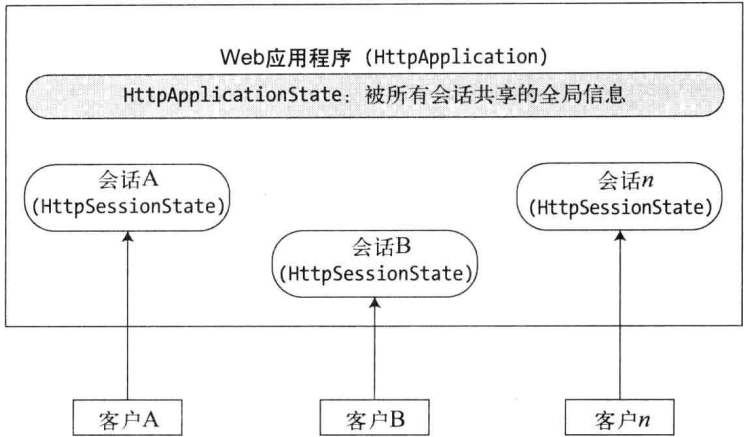 Web应用程序 (HttpApplication)
HttpApplicationState: 被所有会话共享的全局信息
会话A
(HttpSessionState)
会话n
(HttpSessionState)
会话B
(HttpSessionState)
客户A
客户B
客户n